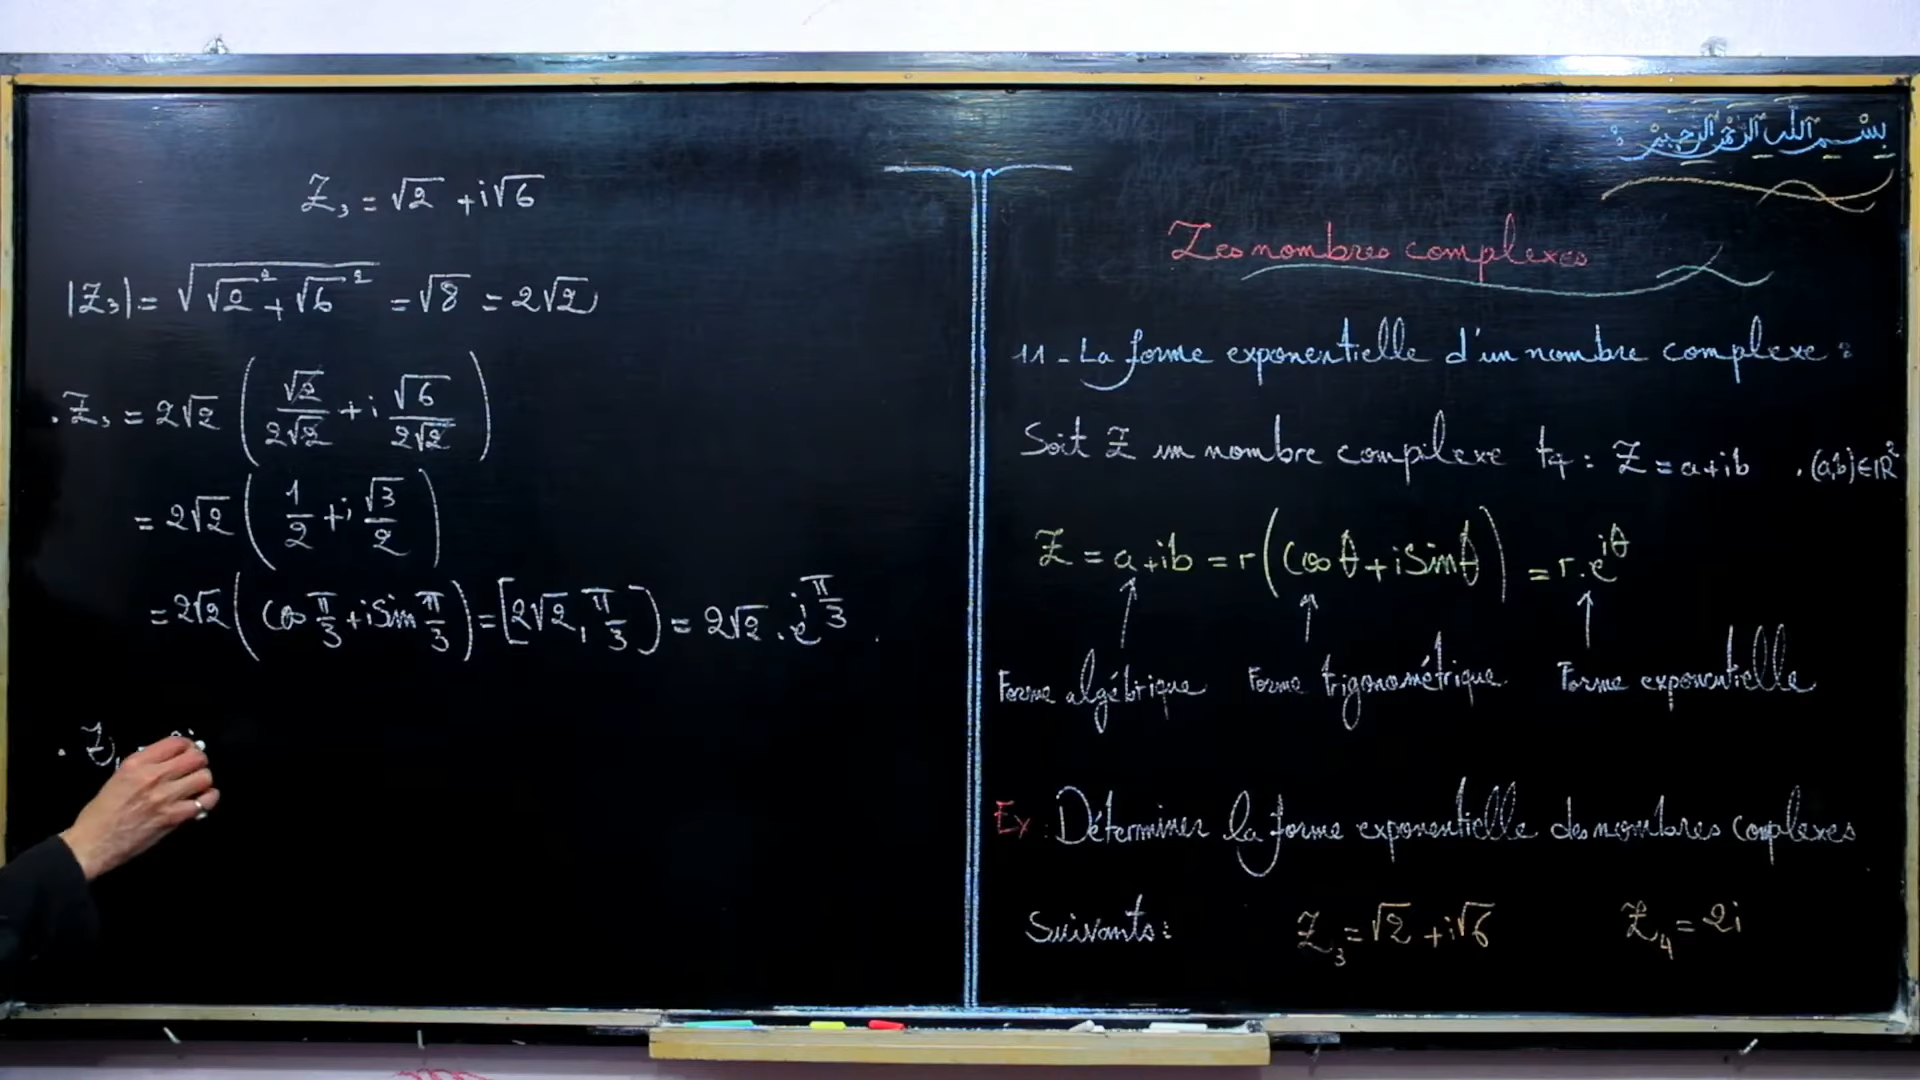 Z₃ = √2 + i√6
|Z₃| = √(√2² + √6²) = √8 = 2√2
. Z₃ = 2√2 ( √2/2√2 + i √6/2√2 )
= 2√2 ( 1/2 + i √3/2 )
= 2√2 ( cos π/3 + i Sin π/3 ) = [ 2√2 , π/3 ) = 2√2 . e^(i π/3) .
. Z
بسم الله الرحمن الرحيم :
Les nombres complexes
11 - La forme exponentielle d'un nombre complexe :
Soit Z un nombre compilexe tq : Z = a + ib . (a,b) ∈ IR²
Z = a + ib = r ( Cos θ + i Sin θ ) = r . e^(iθ)
Forme algébrique Forme trigonométrique Forme exponentielle
Ex : Déterminer la forme exponentielle des nombres Complexes
Suivants : Z₃ = √2 + i√6 Z₄ = 2i